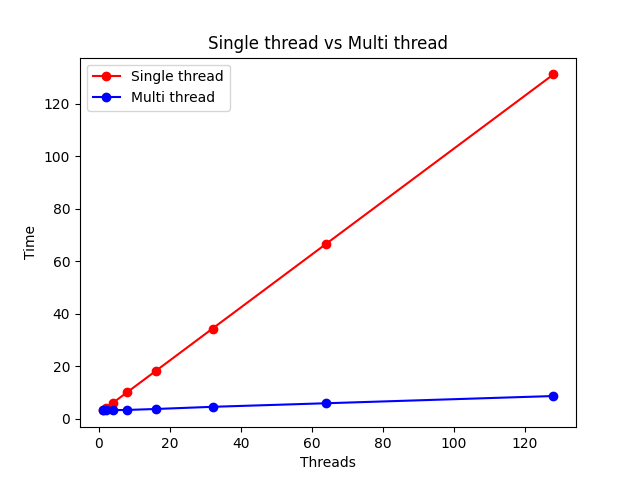 Single thread vs Multi thread
Single thread
Multi thread
120
100
80
60
40
20
0
Time
0 20 40 60 80 100 120
Threads